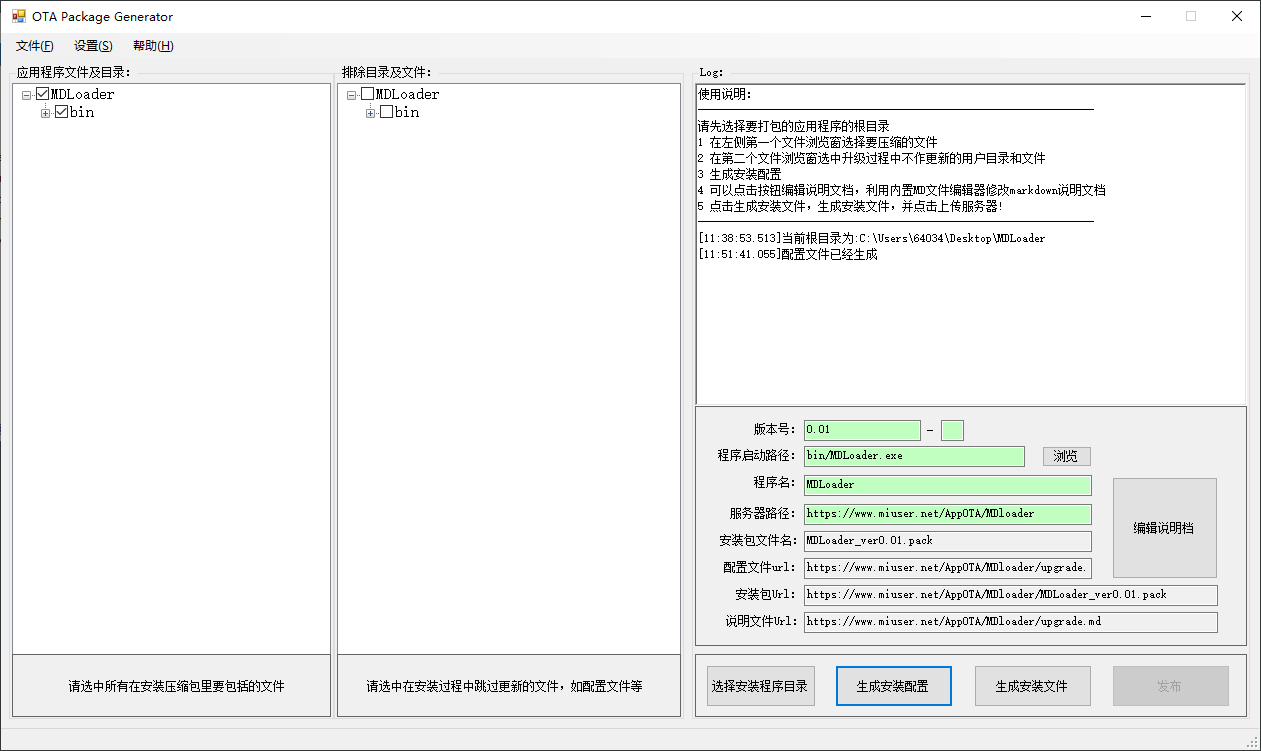 OTA Package Generator
文件(F) 设置(S) 帮助(H)
应用程序文件及目录:
MDLoader
bin
请选中所有在安装压缩包里要包括的文件
排除目录及文件:
MDLoader
bin
请选中在安装过程中跳过更新的文件，如配置文件等
Log:
使用说明:
请先选择要打包的应用程序的根目录
1 在左侧第一个文件浏览窗选择要压缩的文件
2 在第二个文件浏览窗选中升级过程中不作更新的用户目录和文件
3 生成安装配置
4 可以点击按钮编辑说明文档，利用内置MD文件编辑器修改markdown说明文档
5 点击生成安装文件，生成安装文件，并点击上传服务器!
[11:38:53.513]当前根目录为:C:\Users\64034\Desktop\MDLoader
[11:51:41.055]配置文件已经生成
版本号: 0.01 -
程序启动路径: bin/MDLoader.exe 浏览
程序名: MDLoader
服务器路径: https://www.miuser.net/AppOTA/MDloader
安装包文件名: MDLoader_ver0.01.pack
配置文件url: https://www.miuser.net/AppOTA/MDloader/upgrade.
安装包Url: https://www.miuser.net/AppOTA/MDloader/MDLoader_ver0.01.pack
说明文件Url: https://www.miuser.net/AppOTA/MDloader/upgrade.md
编辑说明档
选择安装程序目录 生成安装配置 生成安装文件 发布